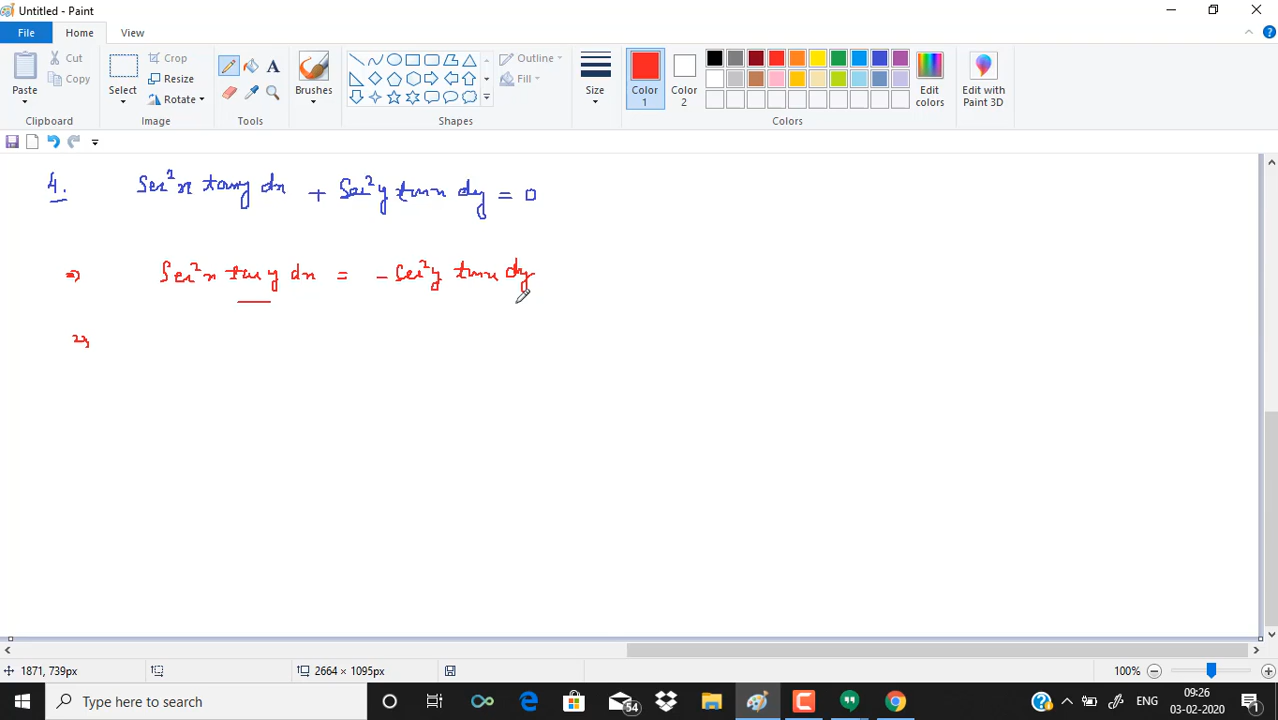 Untitled - Paint
File Home View
Paste
Cut
Copy
Clipboard
Select
Crop
Resize
Rotate
Image
Tools
Brushes
Outline
Fill
Shapes
Size
Color 1
Color 2
Colors
Edit colors
Edit with Paint 3D
4. Sec²x tany dx + Sec²y tanx dy = 0
⇒ Sec²x tan y dx = - Sec²y tanx dy
⇒
1871, 739px
2664 × 1095px
100%
Type here to search
54
ENG
09:26
03-02-2020
1